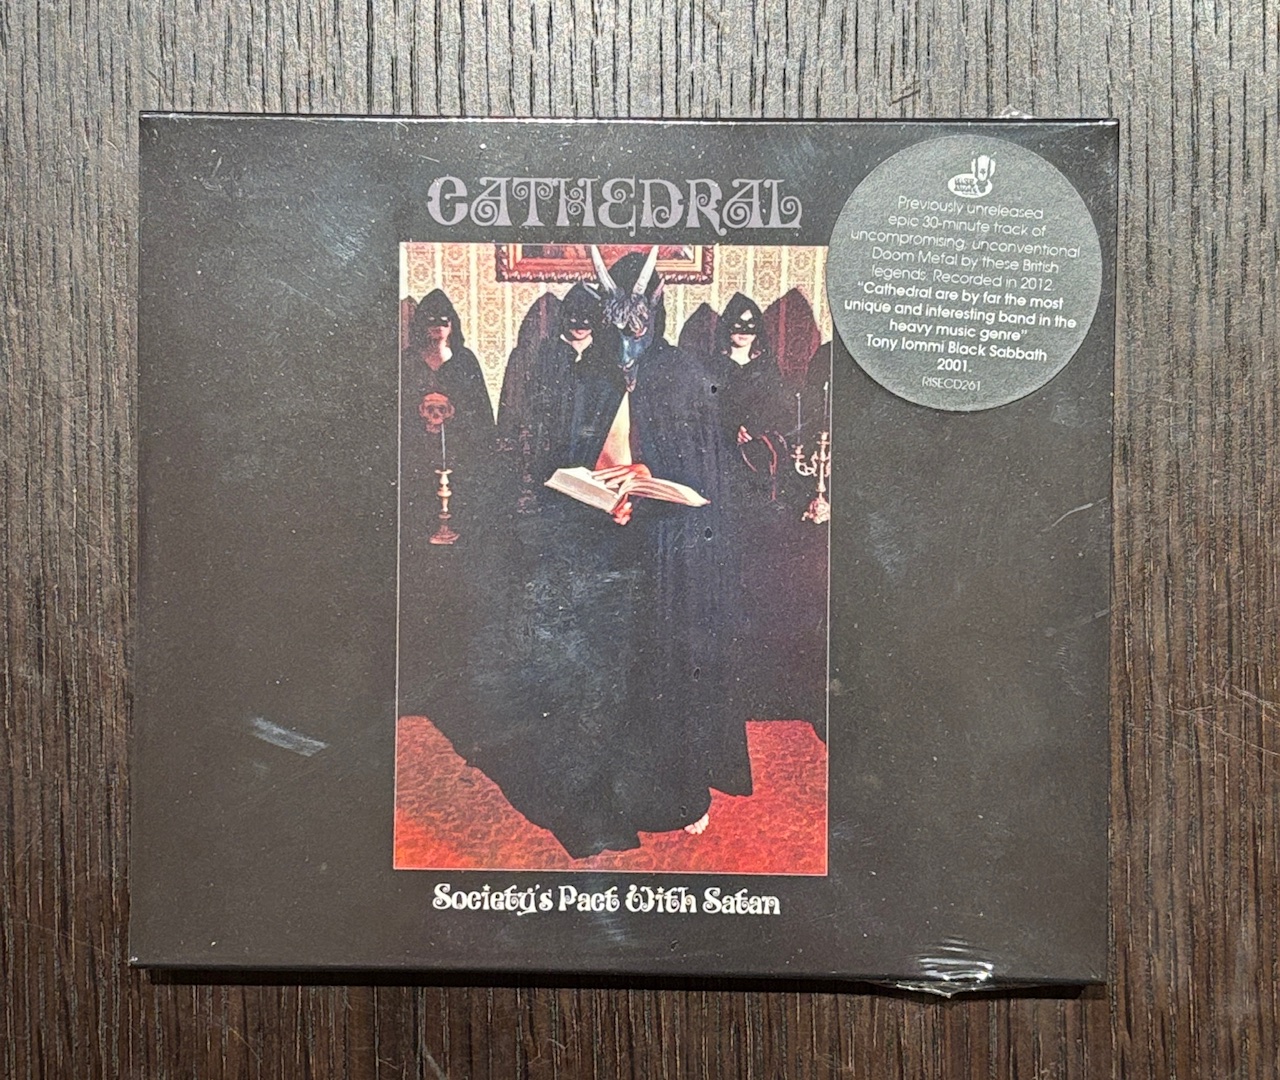 CATHEDRAL
Previously unreleased
epic 30-minute track of
uncompromising, unconventional
Doom Metal by these British
legends. Recorded in 2012.
"Cathedral are by far the most
unique and interesting band in the
heavy music genre"
Tony Iommi Black Sabbath
2001.
RISECD261
Society's Pact With Satan